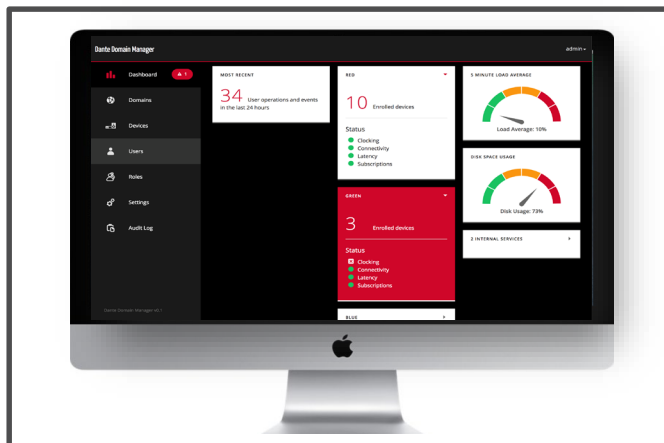 Dante Domain Manager
admin
Dashboard
1
Domains
Devices
Users
Roles
Settings
Audit Log
MOST RECENT
34 User operations and events
in the last 24 hours
RED
10 Enrolled devices
Status
Clocking
Connectivity
Latency
Subscriptions
GREEN
3 Enrolled devices
Status
Clocking
Connectivity
Latency
Subscriptions
BLUE
5 MINUTE LOAD AVERAGE
Load Average: 10%
DISK SPACE USAGE
Disk Usage: 73%
2 INTERNAL SERVICES
Dante Domain Manager